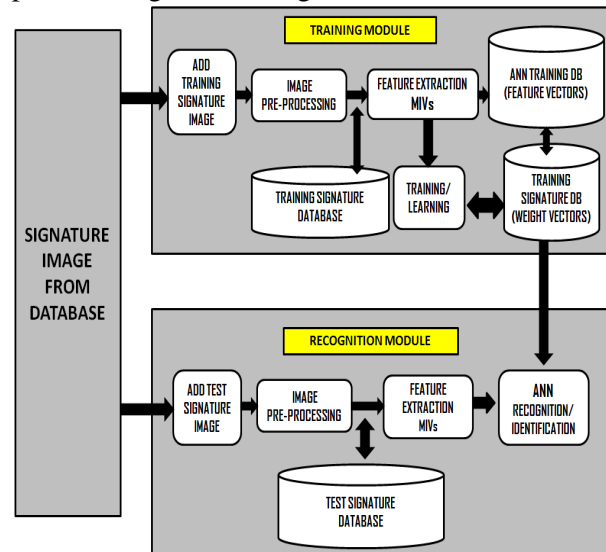 TRAINING MODULE
ADD
TRAINING
SIGNATURE
IMAGE
IMAGE
PRE-PROCESSING
FEATURE EXTRACTION
MIVs
ANN TRAINING DB
(FEATURE VECTORS)
TRAINING SIGNATURE
DATABASE
TRAINING/
LEARNING
TRAINING
SIGNATURE DB
(WEIGHT VECTORS)
SIGNATURE
IMAGE
FROM
DATABASE
RECOGNITION MODULE
ADD TEST
SIGNATURE
IMAGE
IMAGE
PRE-PROCESSING
FEATURE
EXTRACTION
MIVs
ANN
RECOGNITION/
IDENTIFICATION
TEST SIGNATURE
DATABASE